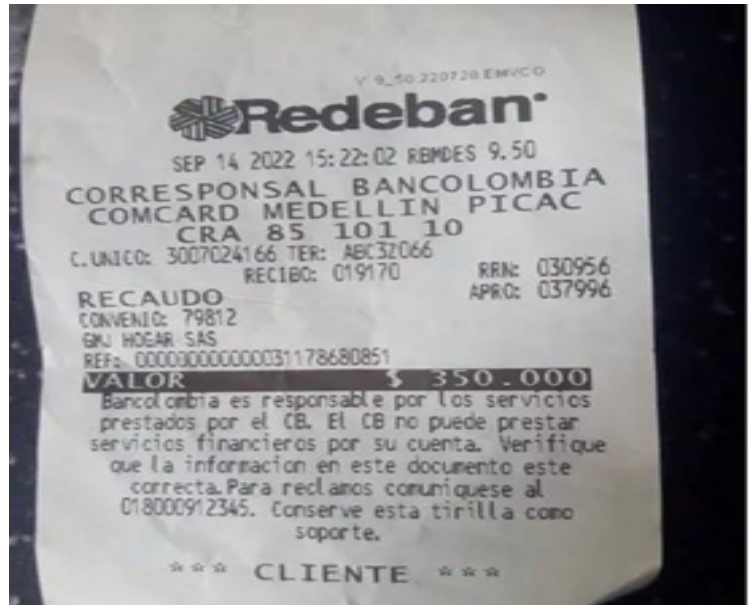 V 9_50 220720 EMVCO
Redeban
SEP 14 2022 15:22:02 RBMDES 9.50
CORRESPONSAL BANCOLOMBIA
COMCARD MEDELLIN PICAC
CRA 85 101 10
C.UNICO: 3007024166 TER: ABC32066
RECIBO: 019170 RRN: 030956
RECAUDO APRO: 037996
CONVENIO: 79812
GMJ HOGAR SAS
REF:
VALOR $ 350.000
Bancolombia es responsable por los servicios
prestados por el CB. El CB no puede prestar
servicios financieros por su cuenta. Verifique
que la informacion en este documento este
correcta.Para reclamos comuniquese al
018000912345. Conserve esta tirilla como
soporte.
*** CLIENTE ***